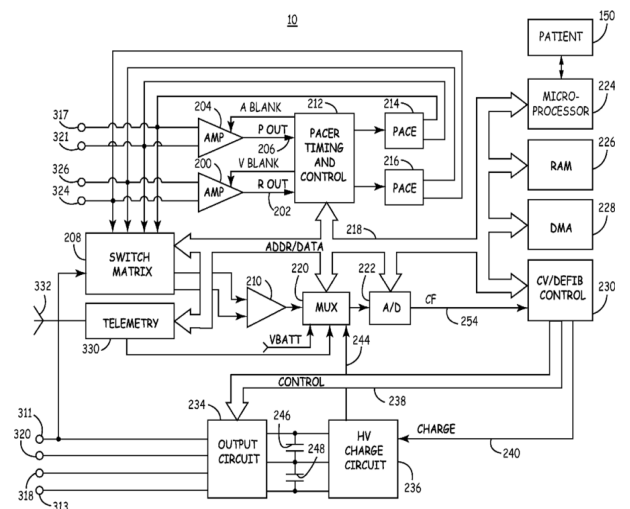 10
150
PATIENT
204
A BLANK
212
214
224
317
AMP
P OUT
206
PACER
TIMING
AND
CONTROL
PACE
MICRO-
PROCESSOR
321
200
V BLANK
216
326
AMP
R OUT
202
PACE
226
324
RAM
218
228
208
ADDR/DATA
DMA
SWITCH
MATRIX
332
210
220
222
CF
CV/DEFIB
CONTROL
230
TELEMETRY
MUX
A/D
254
330
VBATT
244
CONTROL
238
234
311
246
320
OUTPUT
CIRCUIT
248
HV
CHARGE
CIRCUIT
CHARGE
240
318
236
313